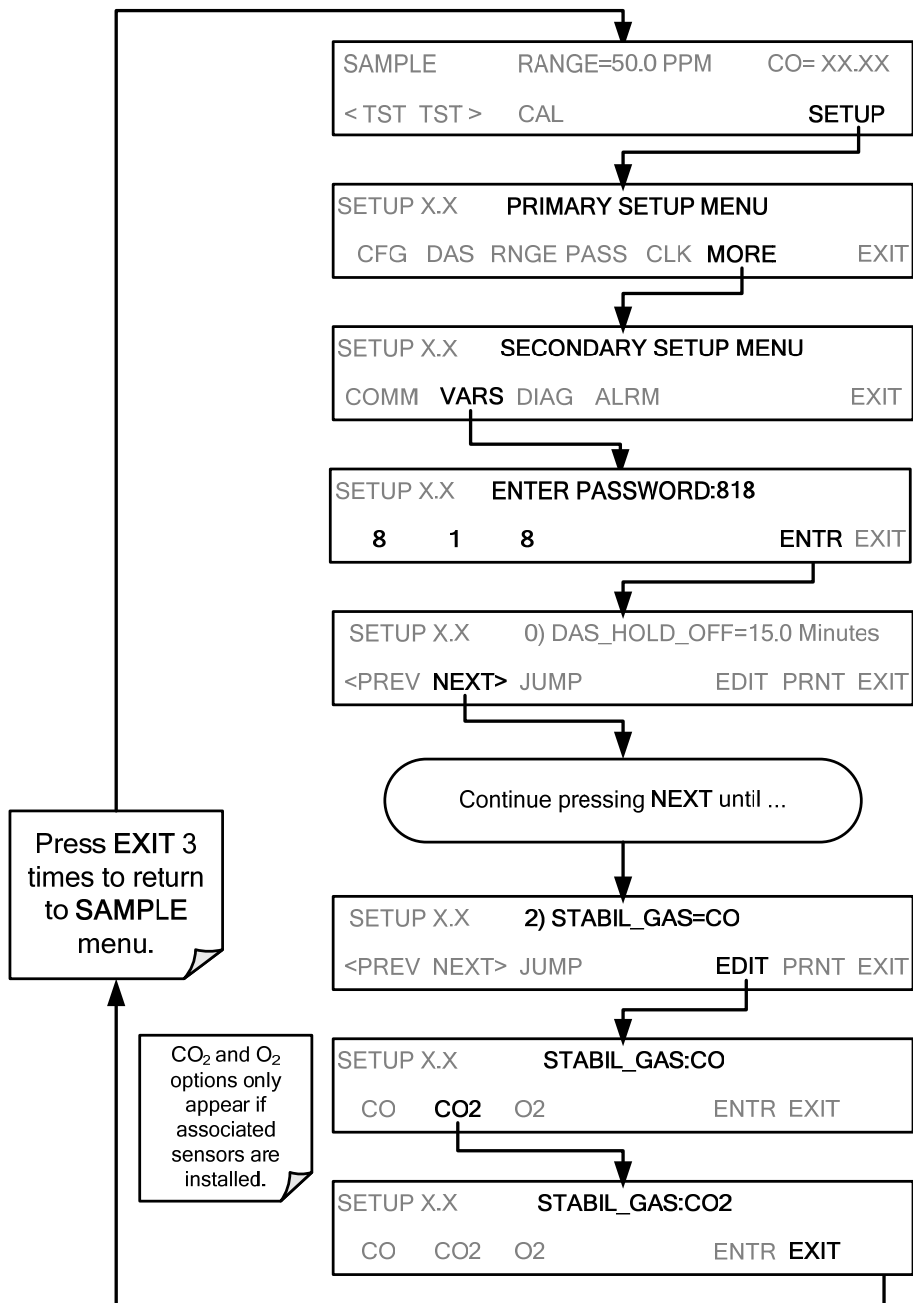 SAMPLE RANGE=50.0 PPM CO= XX.XX
< TST TST > CAL SETUP
SETUP X.X PRIMARY SETUP MENU
CFG DAS RNGE PASS CLK MORE EXIT
SETUP X.X SECONDARY SETUP MENU
COMM VARS DIAG ALRM EXIT
SETUP X.X ENTER PASSWORD:818
8 1 8 ENTR EXIT
SETUP X.X 0) DAS_HOLD_OFF=15.0 Minutes
<PREV NEXT> JUMP EDIT PRNT EXIT
Continue pressing NEXT until ...
Press EXIT 3
times to return
to SAMPLE
menu.
SETUP X.X 2) STABIL_GAS=CO
<PREV NEXT> JUMP EDIT PRNT EXIT
CO₂ and O₂
options only
appear if
associated
sensors are
installed.
SETUP X.X STABIL_GAS:CO
CO CO2 O2 ENTR EXIT
SETUP X.X STABIL_GAS:CO2
CO CO2 O2 ENTR EXIT